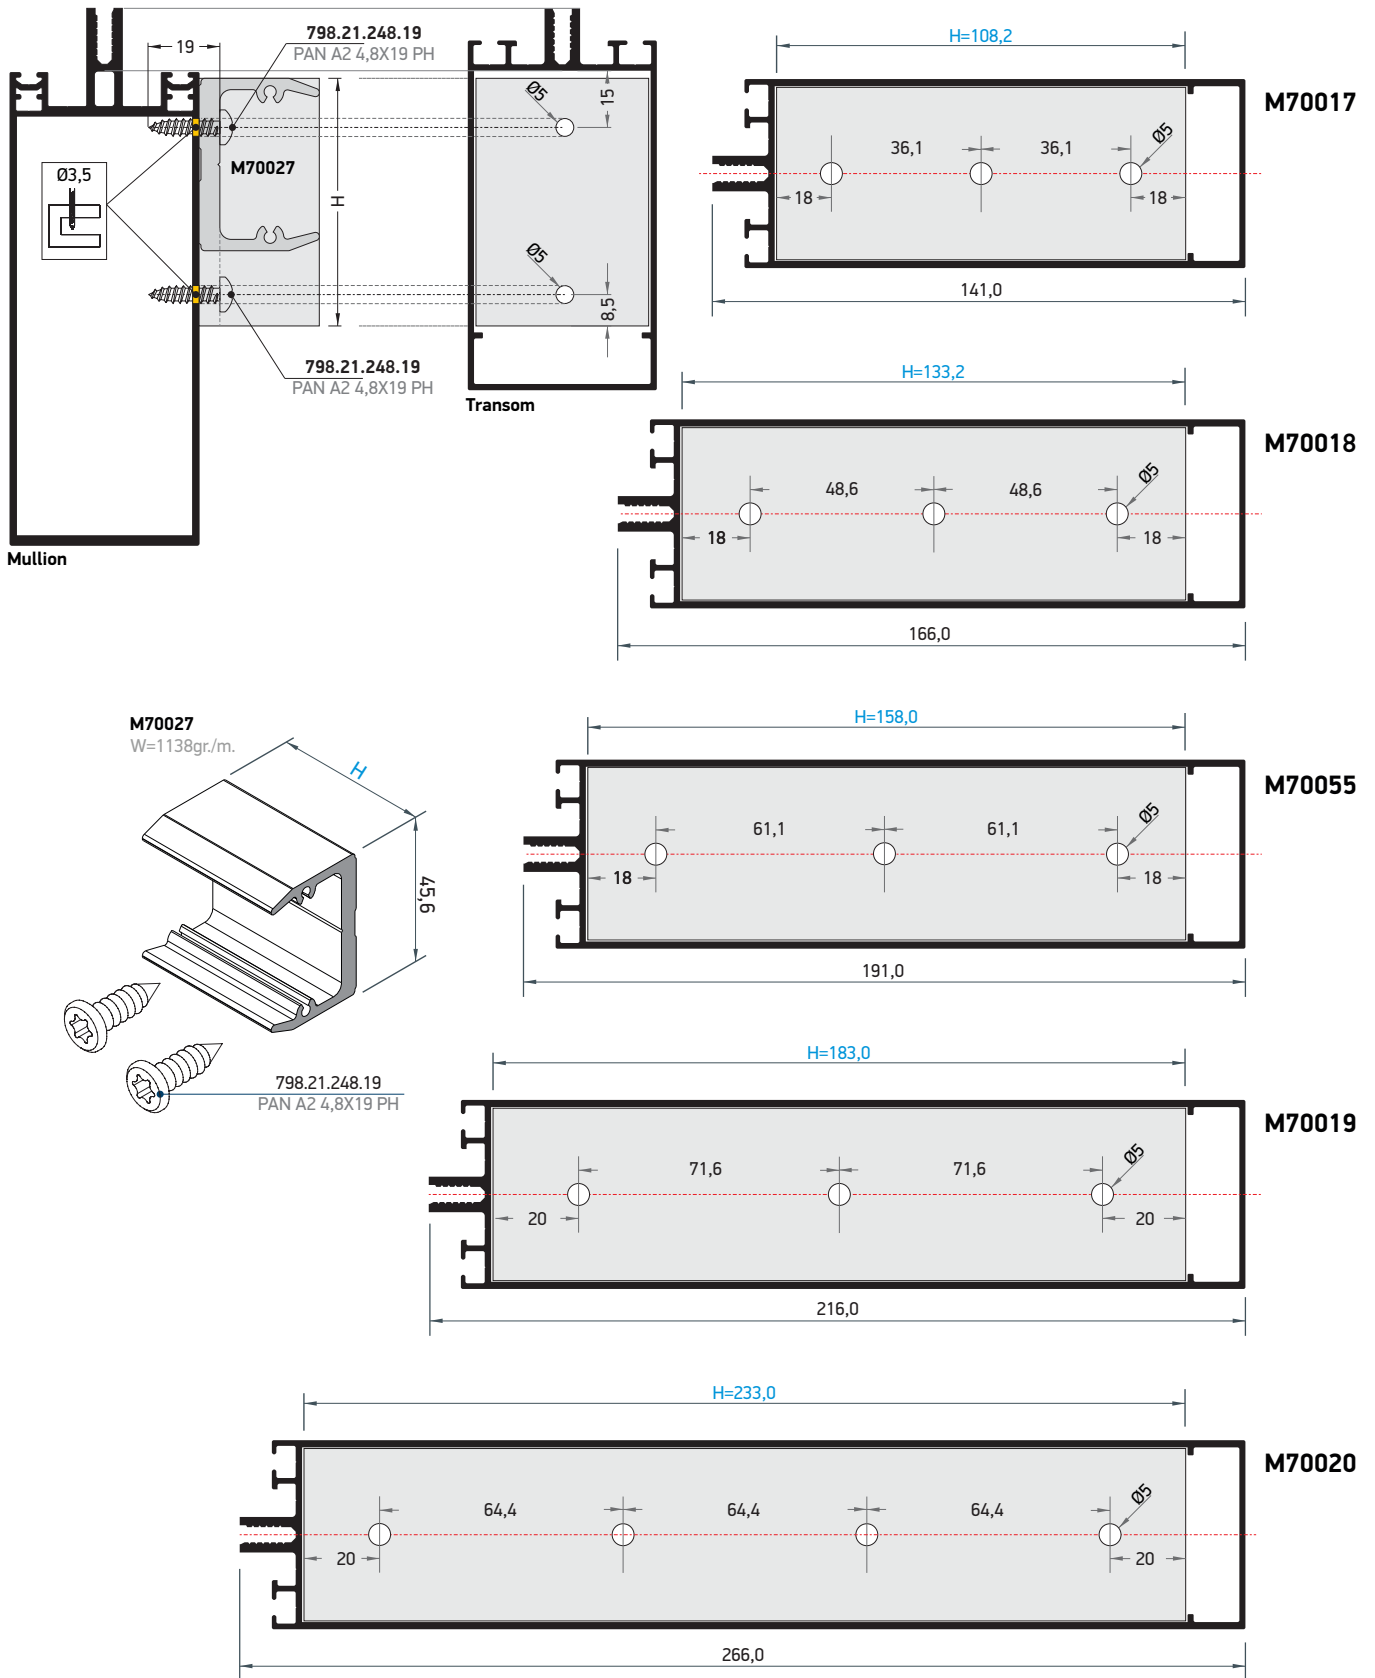 19
798.21.248.19
PAN A2 4,8X19 PH
Ø5
15
Ø3,5
M70027
H
Ø5
8,5
798.21.248.19
PAN A2 4,8X19 PH
Transom
Mullion
H=108,2
M70017
36,1
36,1
Ø5
18
18
141,0
H=133,2
M70018
48,6
48,6
Ø5
18
18
166,0
M70027
W=1138gr./m.
H
45,6
798.21.248.19
PAN A2 4,8X19 PH
H=158,0
M70055
61,1
61,1
Ø5
18
18
191,0
H=183,0
M70019
71,6
71,6
Ø5
20
20
216,0
H=233,0
M70020
64,4
64,4
64,4
Ø5
20
20
266,0